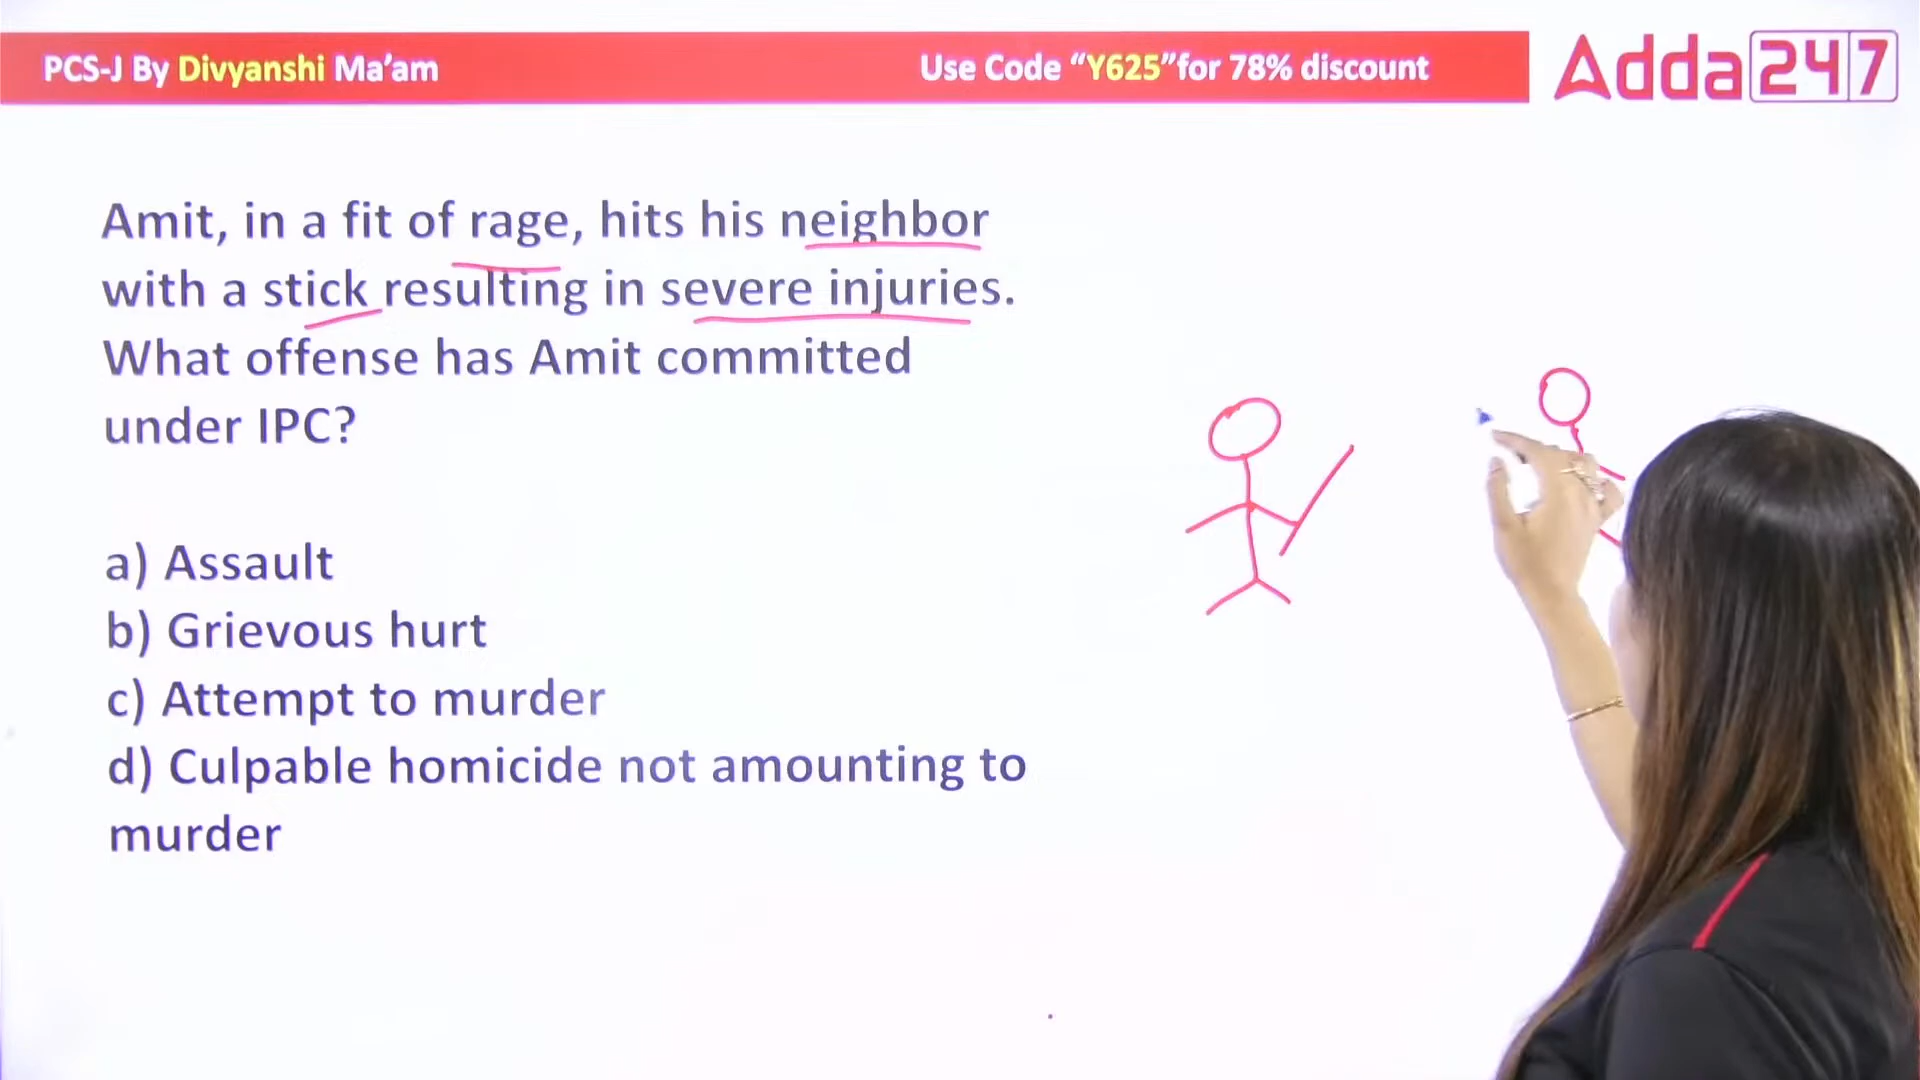 PCS-J By Divyanshi Ma’am
Use Code “Y625”for 78% discount
Adda247
Amit, in a fit of rage, hits his neighbor
with a stick resulting in severe injuries.
What offense has Amit committed
under IPC?
a) Assault
b) Grievous hurt
c) Attempt to murder
d) Culpable homicide not amounting to
murder